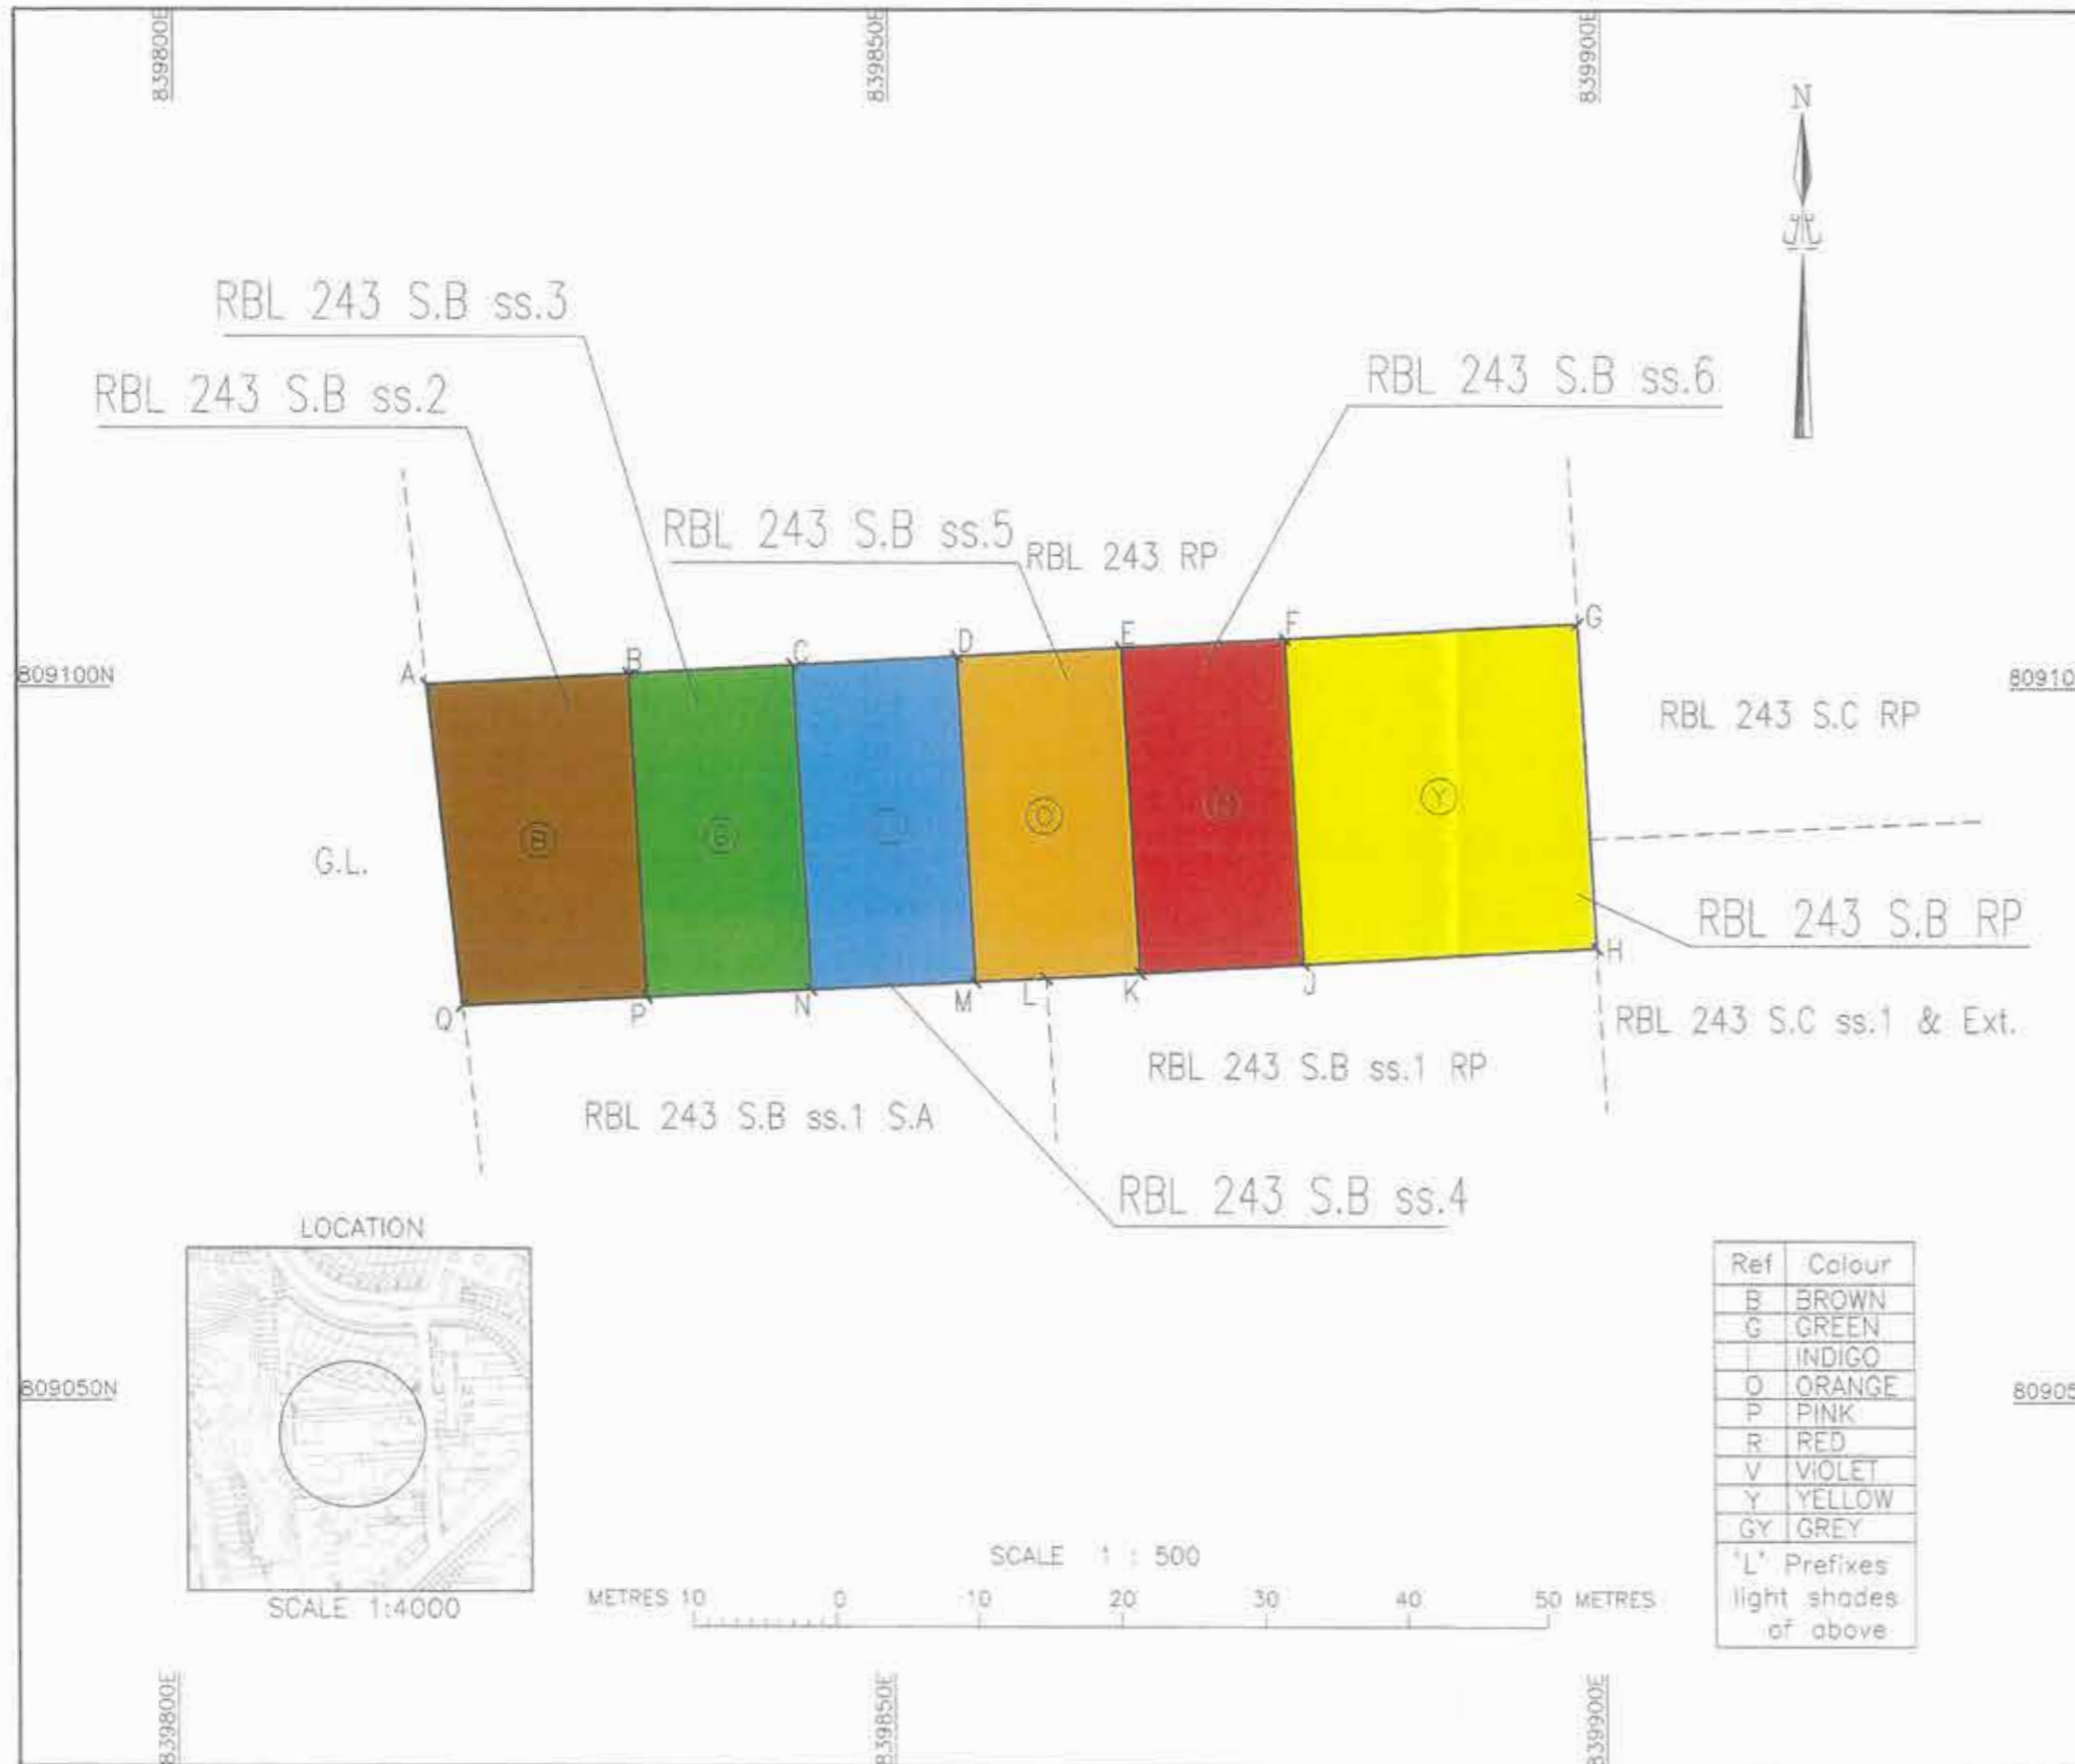 839800E
839850E
839900E
N
RBL 243 S.B ss.3
RBL 243 S.B ss.2
RBL 243 S.B ss.6
RBL 243 S.B ss.5
RBL 243 RP
A
B
C
D
E
F
G
809100N
80910
RBL 243 S.C RP
B
G
I
O
R
Y
G.L.
RBL 243 S.B RP
Q
P
N
M
L
K
J
H
RBL 243 S.C ss.1 & Ext.
RBL 243 S.B ss.1 RP
RBL 243 S.B ss.1 S.A
RBL 243 S.B ss.4
LOCATION
SCALE 1:4000
809050N
80905
Ref Colour
B BROWN
G GREEN
I INDIGO
O ORANGE
P PINK
R RED
V VIOLET
Y YELLOW
GY GREY
'L' Prefixes
light shades
of above
SCALE 1 : 500
METRES 10 0 10 20 30 40 50 METRES
839800E
839850E
839900E